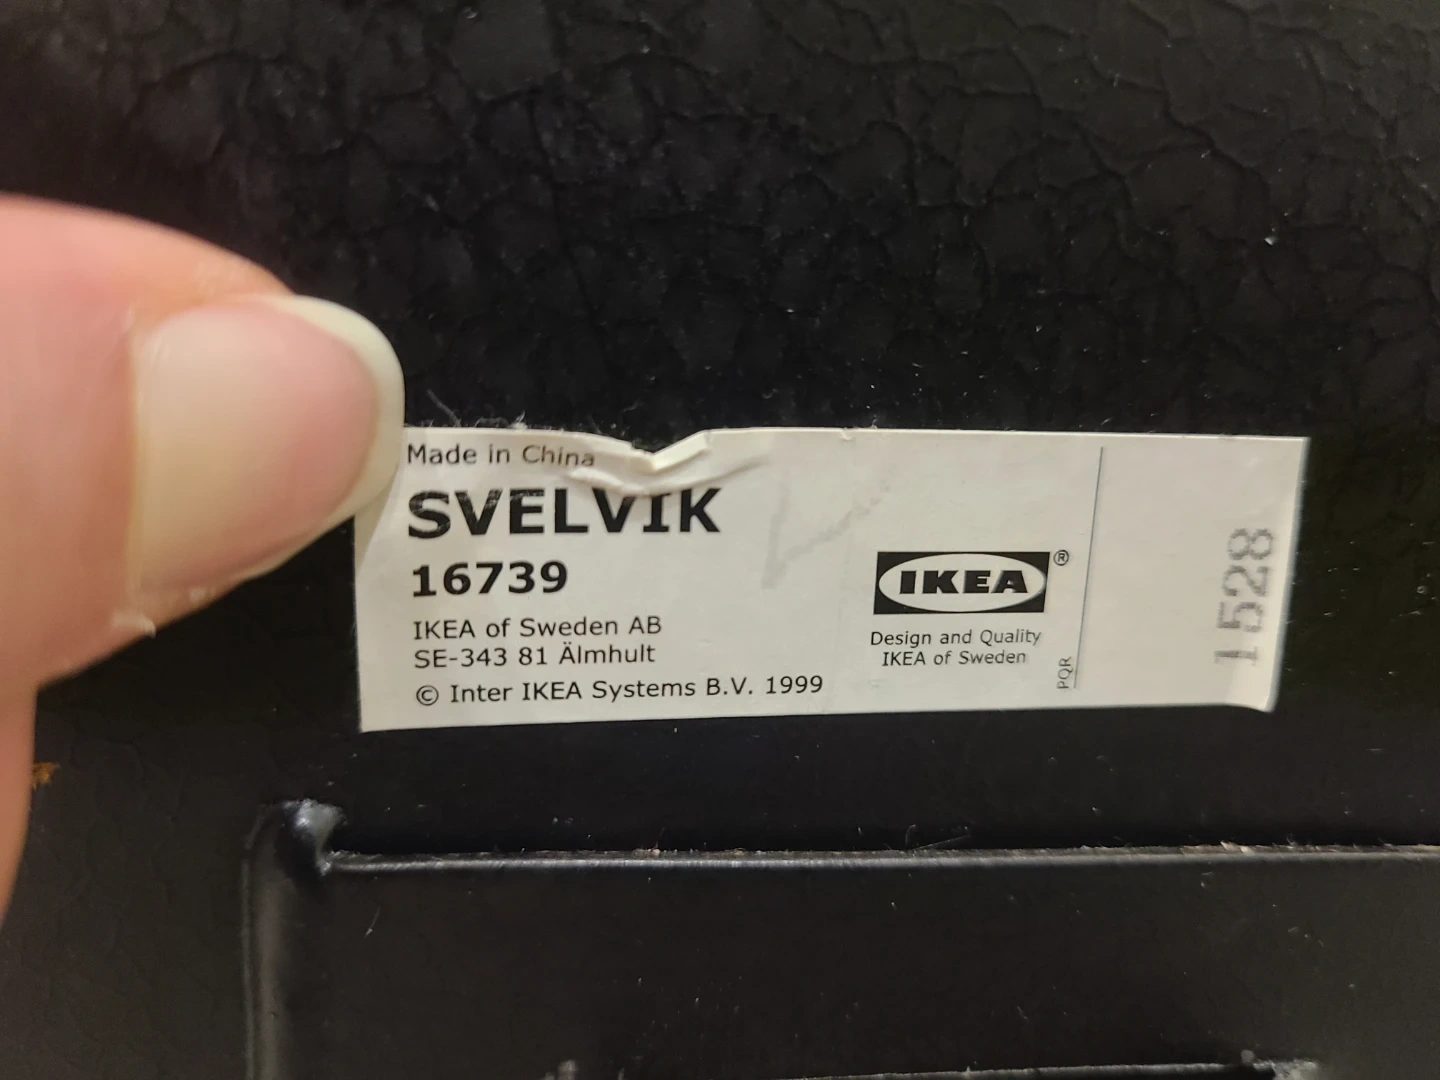 Made in China
SVELVIK
16739
IKEA of Sweden AB
SE-343 81 Älmhult
© Inter IKEA Systems B.V. 1999
IKEA®
Design and Quality
IKEA of Sweden
PQR
1528